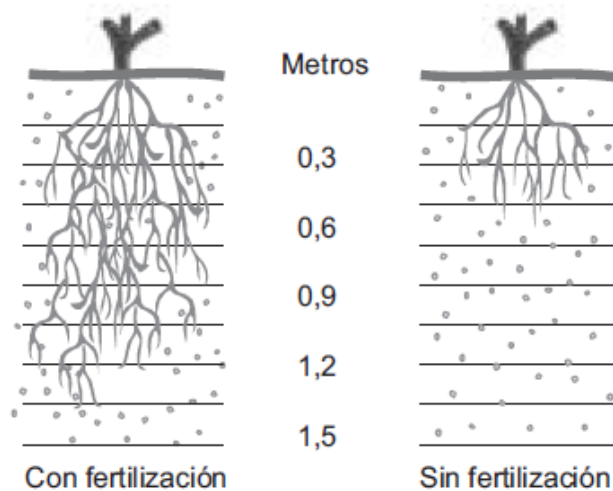 Metros
0,3
0,6
0,9
1,2
1,5
Con fertilización
Sin fertilización